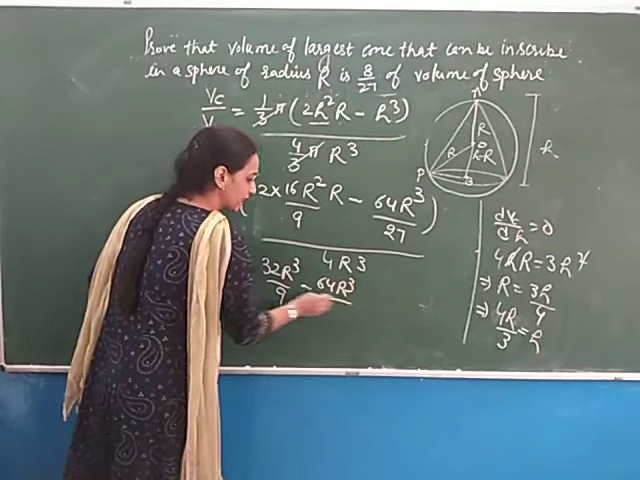 Prove that volume of largest cone that can be inscribe
in a sphere of radius R is 8/27 of volume of sphere
Vc/V = 1/3 π (2h²R - h³)
4/3 π R³
2×16R²/9 R - 64R³/27)
4R³
32R³/9 - 64R³
A
R
R
O
h-R
P
B
h
dv/dh = 0
4hR = 3h²
⇒ R = 3h/4
⇒ 4R/3 = h